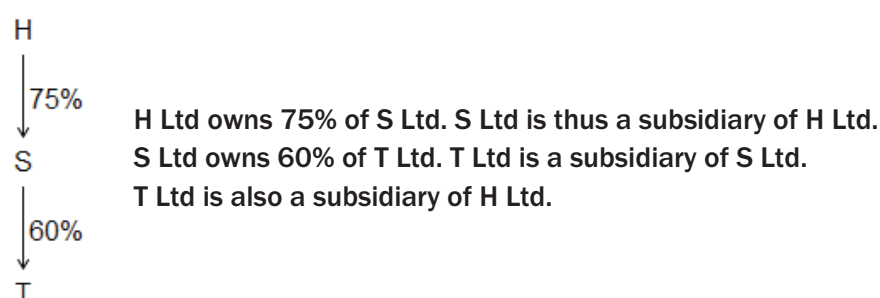 H
75%
H Ltd owns 75% of S Ltd. S Ltd is thus a subsidiary of H Ltd.
S
S Ltd owns 60% of T Ltd. T Ltd is a subsidiary of S Ltd.
T Ltd is also a subsidiary of H Ltd.
60%
T